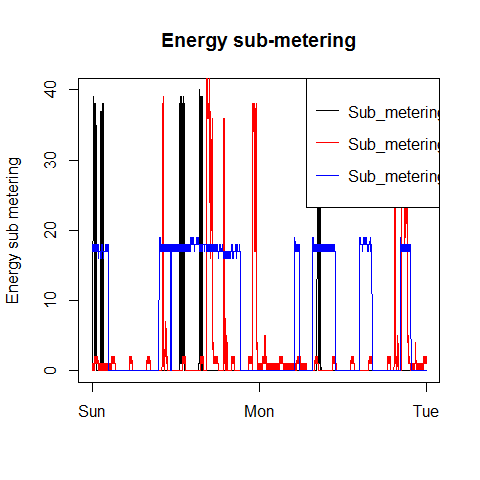 Energy sub-metering
Energy sub metering
40
30
20
10
0
Sub_metering
Sub_metering
Sub_metering
Sun
Mon
Tue